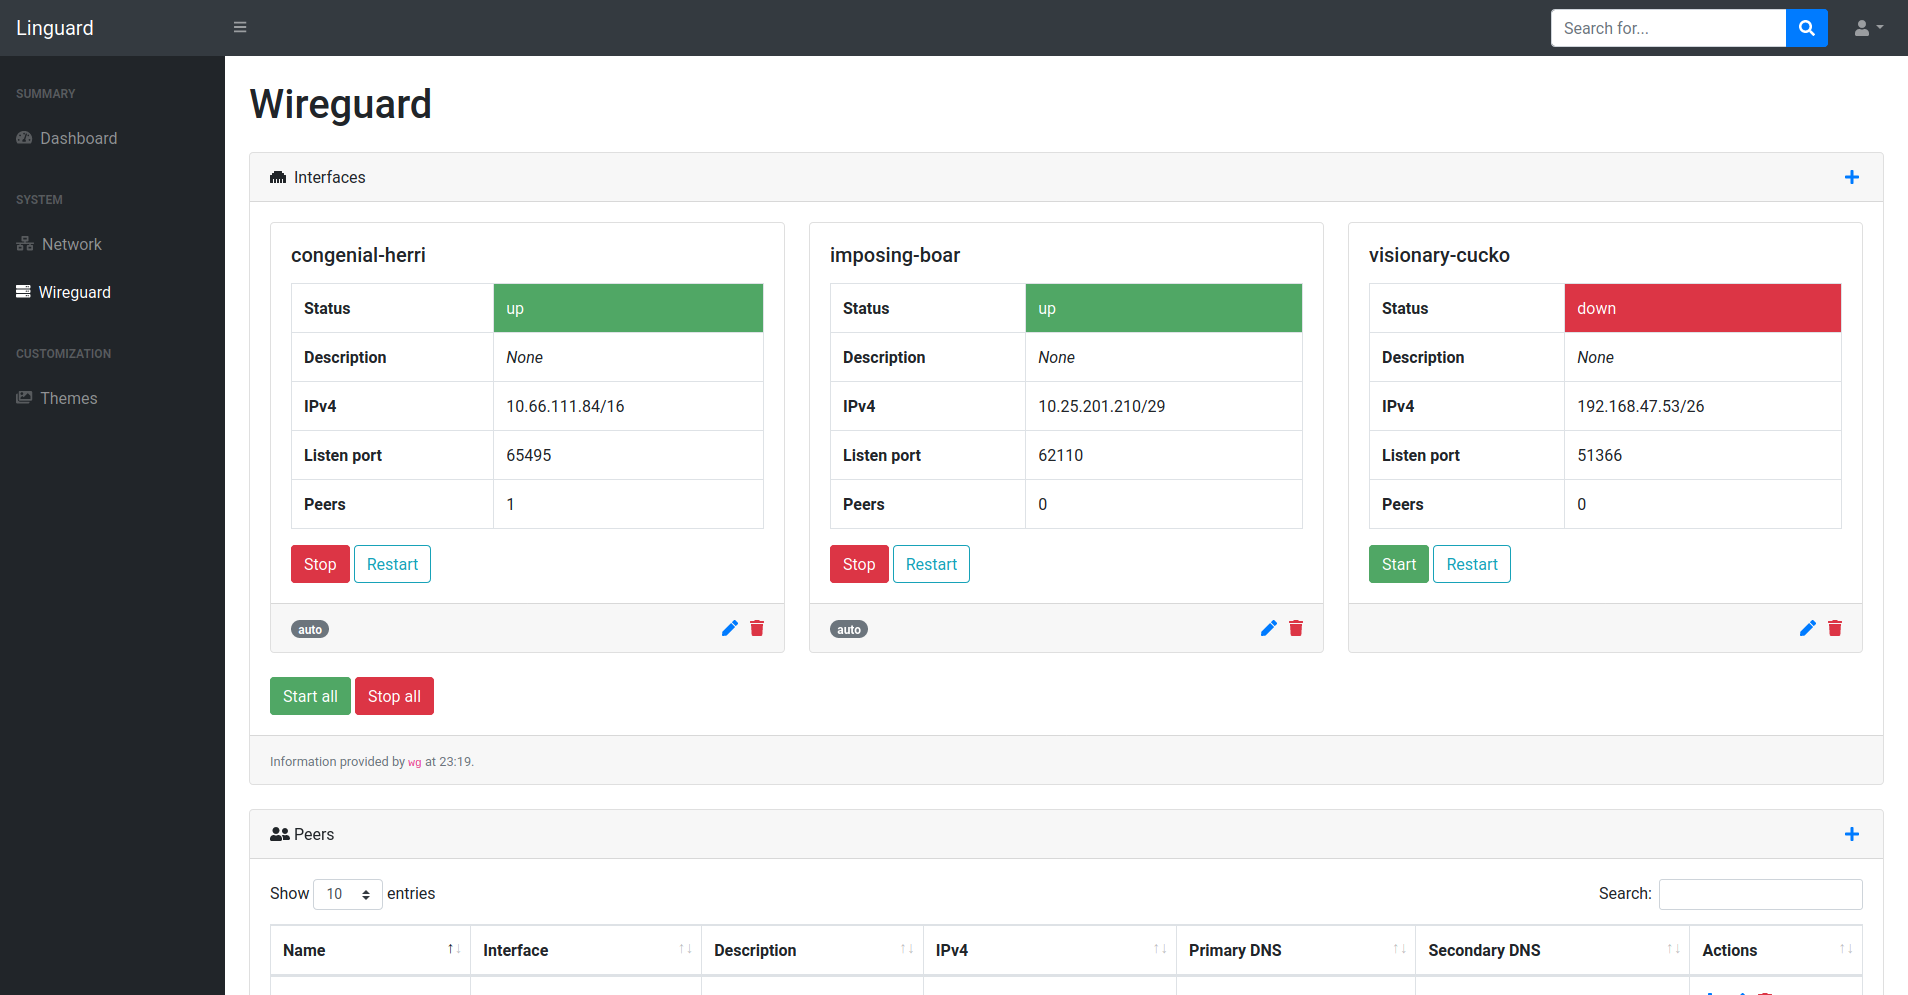 Linguard
Search for...
SUMMARY
Dashboard
SYSTEM
Network
Wireguard
CUSTOMIZATION
Themes
Wireguard
Interfaces
congenial-herri
Status up
Description None
IPv4 10.66.111.84/16
Listen port 65495
Peers 1
Stop Restart
auto
imposing-boar
Status up
Description None
IPv4 10.25.201.210/29
Listen port 62110
Peers 0
Stop Restart
auto
visionary-cucko
Status down
Description None
IPv4 192.168.47.53/26
Listen port 51366
Peers 0
Start Restart
Start all Stop all
Information provided by wg at 23:19.
Peers
Show 10 entries Search:
Name Interface Description IPv4 Primary DNS Secondary DNS Actions